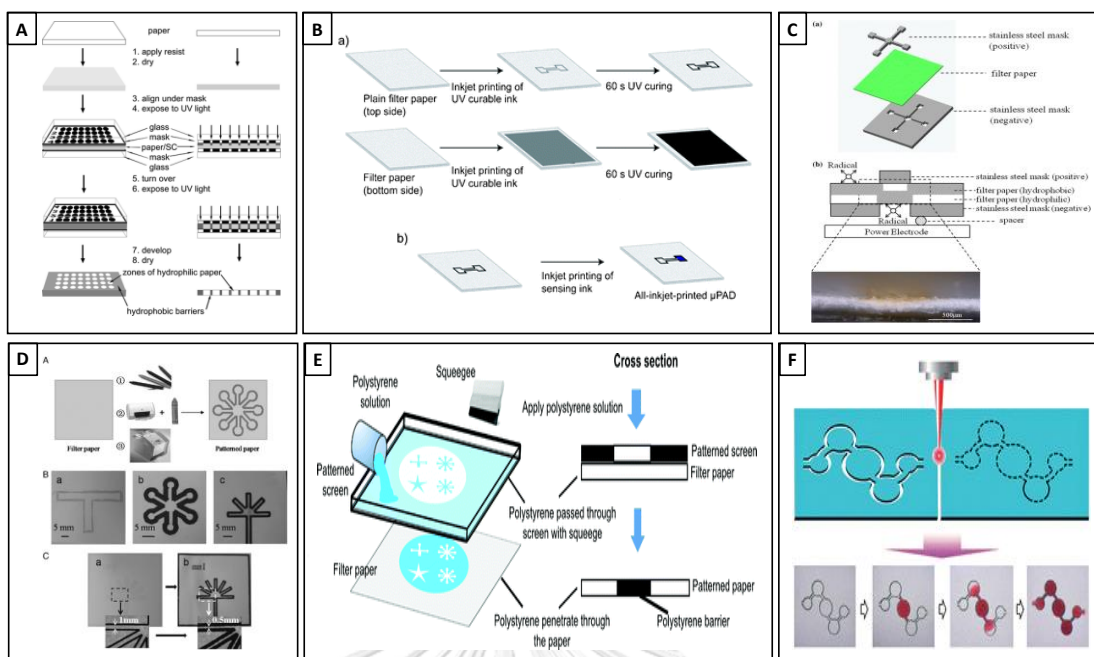 A
paper
1. apply resist
2. dry
3. align under mask
4. expose to UV light
glass
mask
paper/SC
mask
glass
5. turn over
6. expose to UV light
7. develop
8. dry
zones of hydrophilic paper
hydrophobic barriers
B
a)
Plain filter paper
(top side)
Inkjet printing of
UV curable ink
60 s UV curing
Filter paper
(bottom side)
Inkjet printing of
UV curable ink
60 s UV curing
b)
Inkjet printing of
sensing ink
All-inkjet-printed µPAD
C
(a)
stainless steel mask
(positive)
filter paper
stainless steel mask
(negative)
(b)
Radical
stainless steel mask (positive)
filter paper (hydrophobic)
filter paper (hydrophilic)
stainless steel mask (negative)
Radical
spacer
Power Electrode
500µm
D
A
①
②
+
③
Filter paper
Patterned paper
B
a
b
c
5 mm
5 mm
5 mm
C
a
b
1mm
0.5mm
E
Cross section
Squeegee
Polystyrene
solution
Apply polystyrene solution
Patterned
screen
Patterned screen
Filter paper
Polystyrene passed through
screen with squeege
Filter paper
Patterned paper
Polystyrene penetrate through
the paper
Polystyrene barrier
F